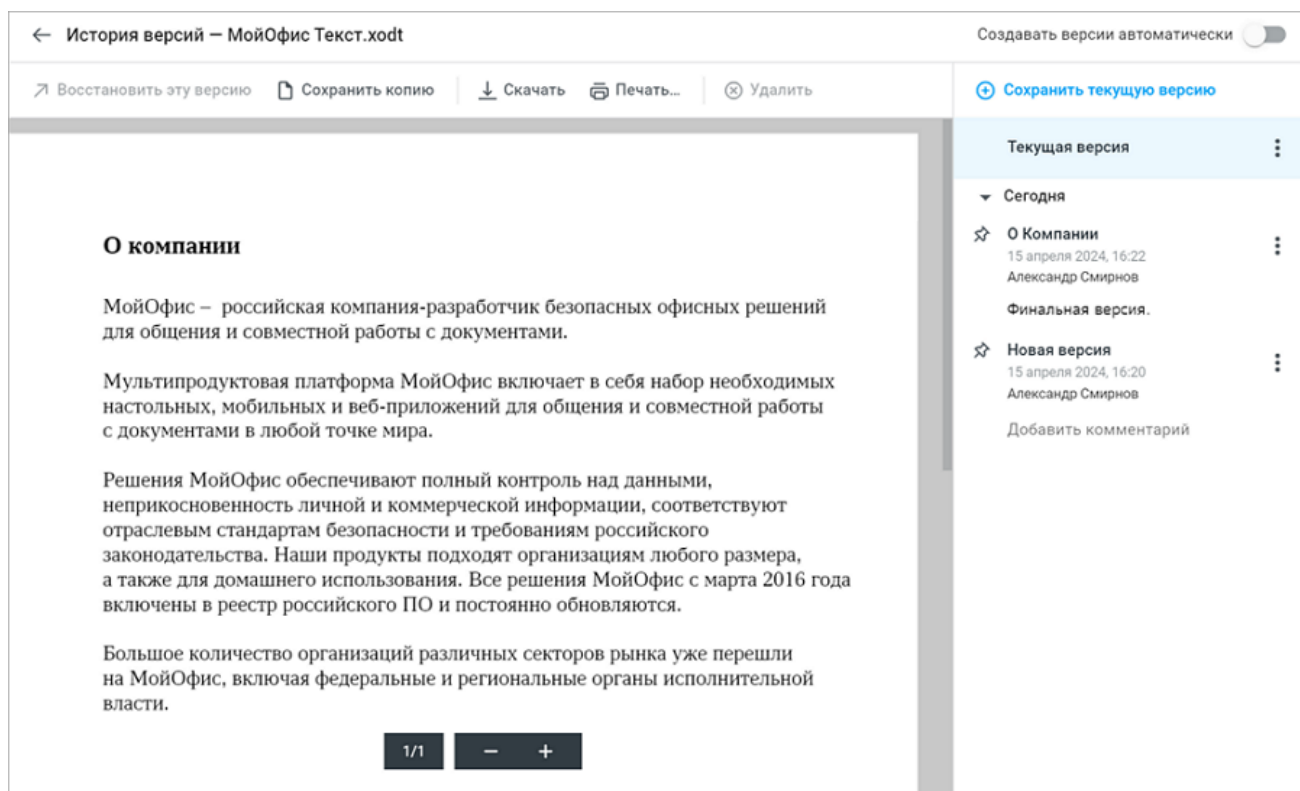 История версий — МойОфис Текст.xodt
Создавать версии автоматически
Восстановить эту версию Сохранить копию Скачать Печать... Удалить
Сохранить текущую версию
Текущая версия
Сегодня
О Компании
15 апреля 2024, 16:22
Александр Смирнов
Финальная версия.
Новая версия
15 апреля 2024, 16:20
Александр Смирнов
Добавить комментарий
О компании
МойОфис – российская компания-разработчик безопасных офисных решений
для общения и совместной работы с документами.
Мультипродуктовая платформа МойОфис включает в себя набор необходимых
настольных, мобильных и веб-приложений для общения и совместной работы
с документами в любой точке мира.
Решения МойОфис обеспечивают полный контроль над данными,
неприкосновенность личной и коммерческой информации, соответствуют
отраслевым стандартам безопасности и требованиям российского
законодательства. Наши продукты подходят организациям любого размера,
а также для домашнего использования. Все решения МойОфис с марта 2016 года
включены в реестр российского ПО и постоянно обновляются.
Большое количество организаций различных секторов рынка уже перешли
на МойОфис, включая федеральные и региональные органы исполнительной
власти.
1/1